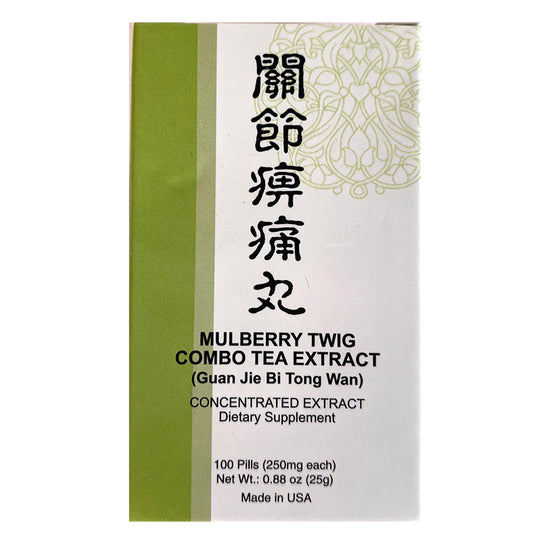 關節痹痛丸
MULBERRY TWIG
COMBO TEA EXTRACT
(Guan Jie Bi Tong Wan)
CONCENTRATED EXTRACT
Dietary Supplement
100 Pills (250mg each)
Net Wt.: 0.88 oz (25g)
Made in USA